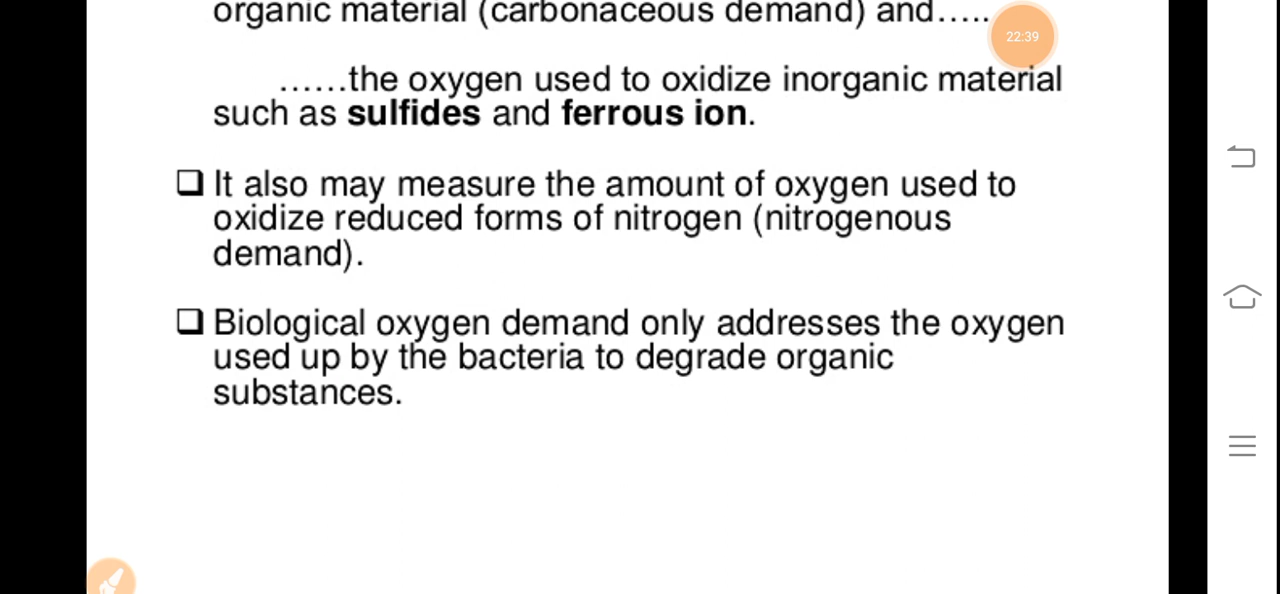 organic material (carbonaceous demand) and.....
22:39
......the oxygen used to oxidize inorganic material
such as sulfides and ferrous ion.
❑ It also may measure the amount of oxygen used to
oxidize reduced forms of nitrogen (nitrogenous
demand).
❑ Biological oxygen demand only addresses the oxygen
used up by the bacteria to degrade organic
substances.